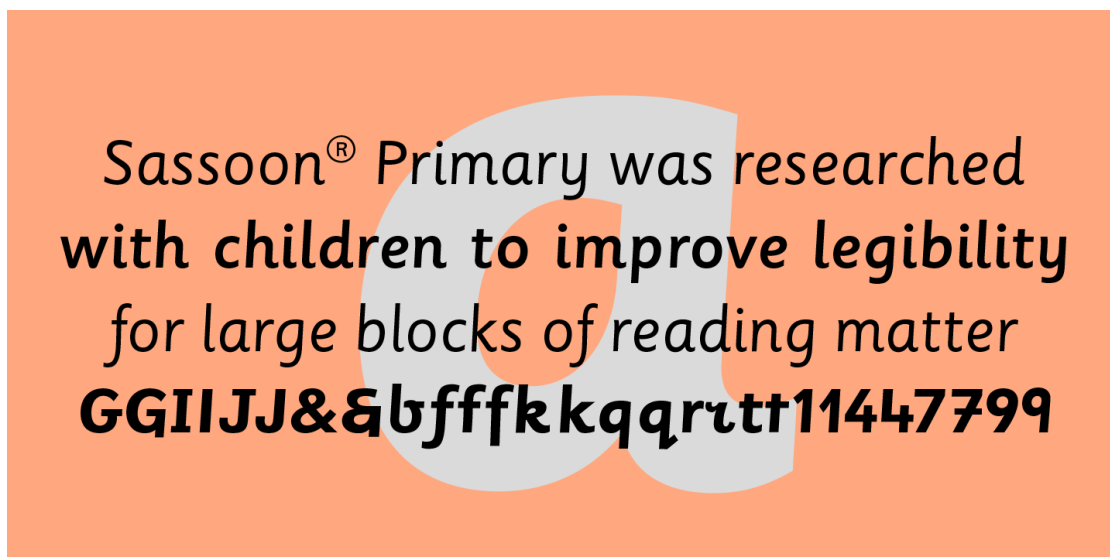 Sassoon® Primary was researched
with children to improve legibility
for large blocks of reading matter
GGIIJJ&&bfffkkqqrrtt11447799
a